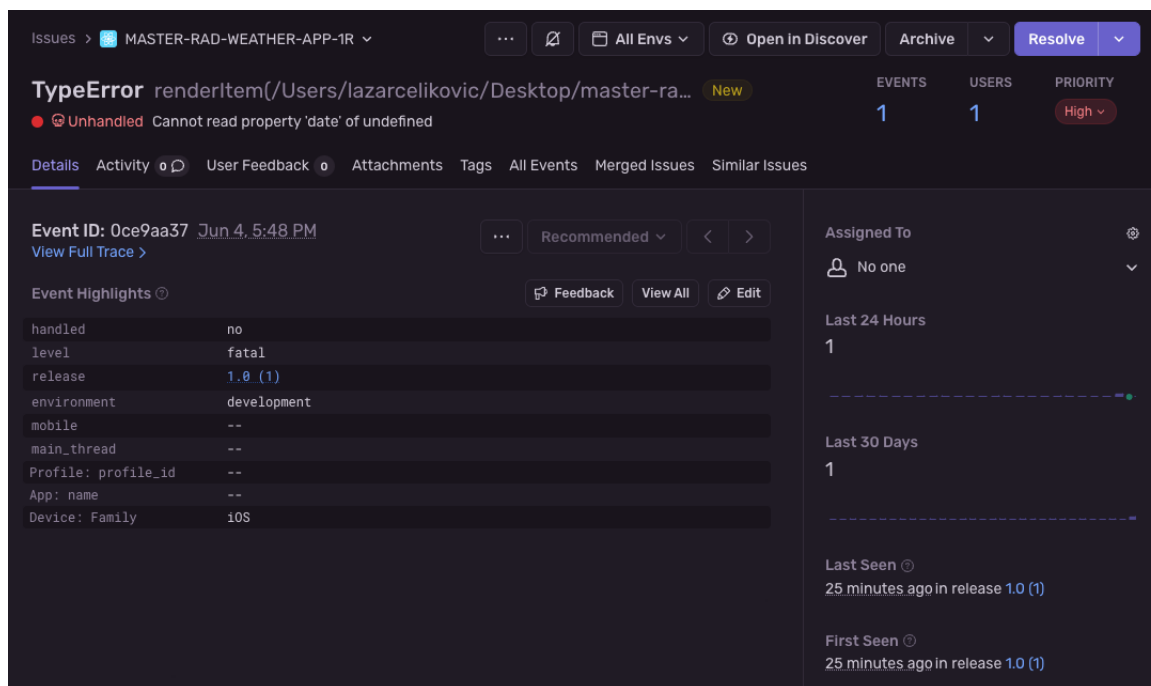 Issues > MASTER-RAD-WEATHER-APP-1R
... All Envs Open in Discover Archive Resolve
TypeError renderItem(/Users/lazarcelikovic/Desktop/master-ra... New
EVENTS USERS PRIORITY
1 1 High
Unhandled Cannot read property 'date' of undefined
Details Activity 0 User Feedback 0 Attachments Tags All Events Merged Issues Similar Issues
Event ID: 0ce9aa37 Jun 4, 5:48 PM
View Full Trace >
... Recommended < >
Event Highlights ?
Feedback View All Edit
handled no
level fatal
release 1.0 (1)
environment development
mobile --
main_thread --
Profile: profile_id --
App: name --
Device: Family iOS
Assigned To
No one
Last 24 Hours
1
Last 30 Days
1
Last Seen ?
25 minutes ago in release 1.0 (1)
First Seen ?
25 minutes ago in release 1.0 (1)